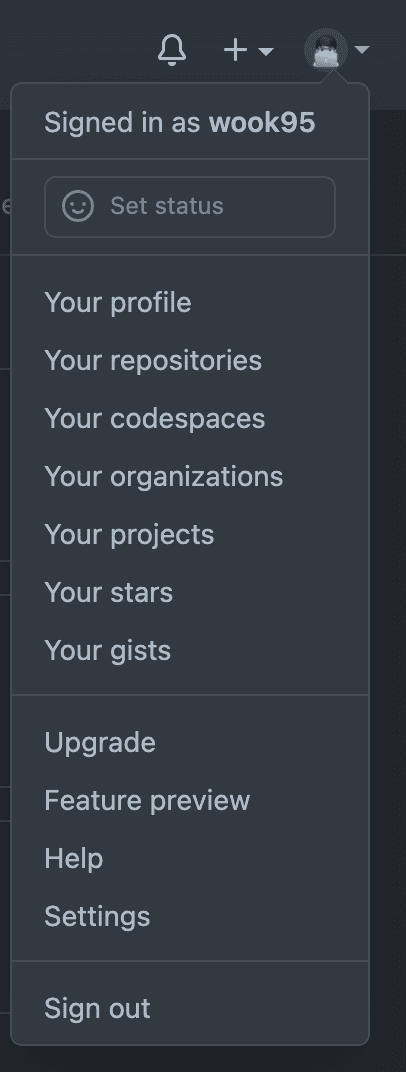 Signed in as wook95
Set status
Your profile
Your repositories
Your codespaces
Your organizations
Your projects
Your stars
Your gists
Upgrade
Feature preview
Help
Settings
Sign out